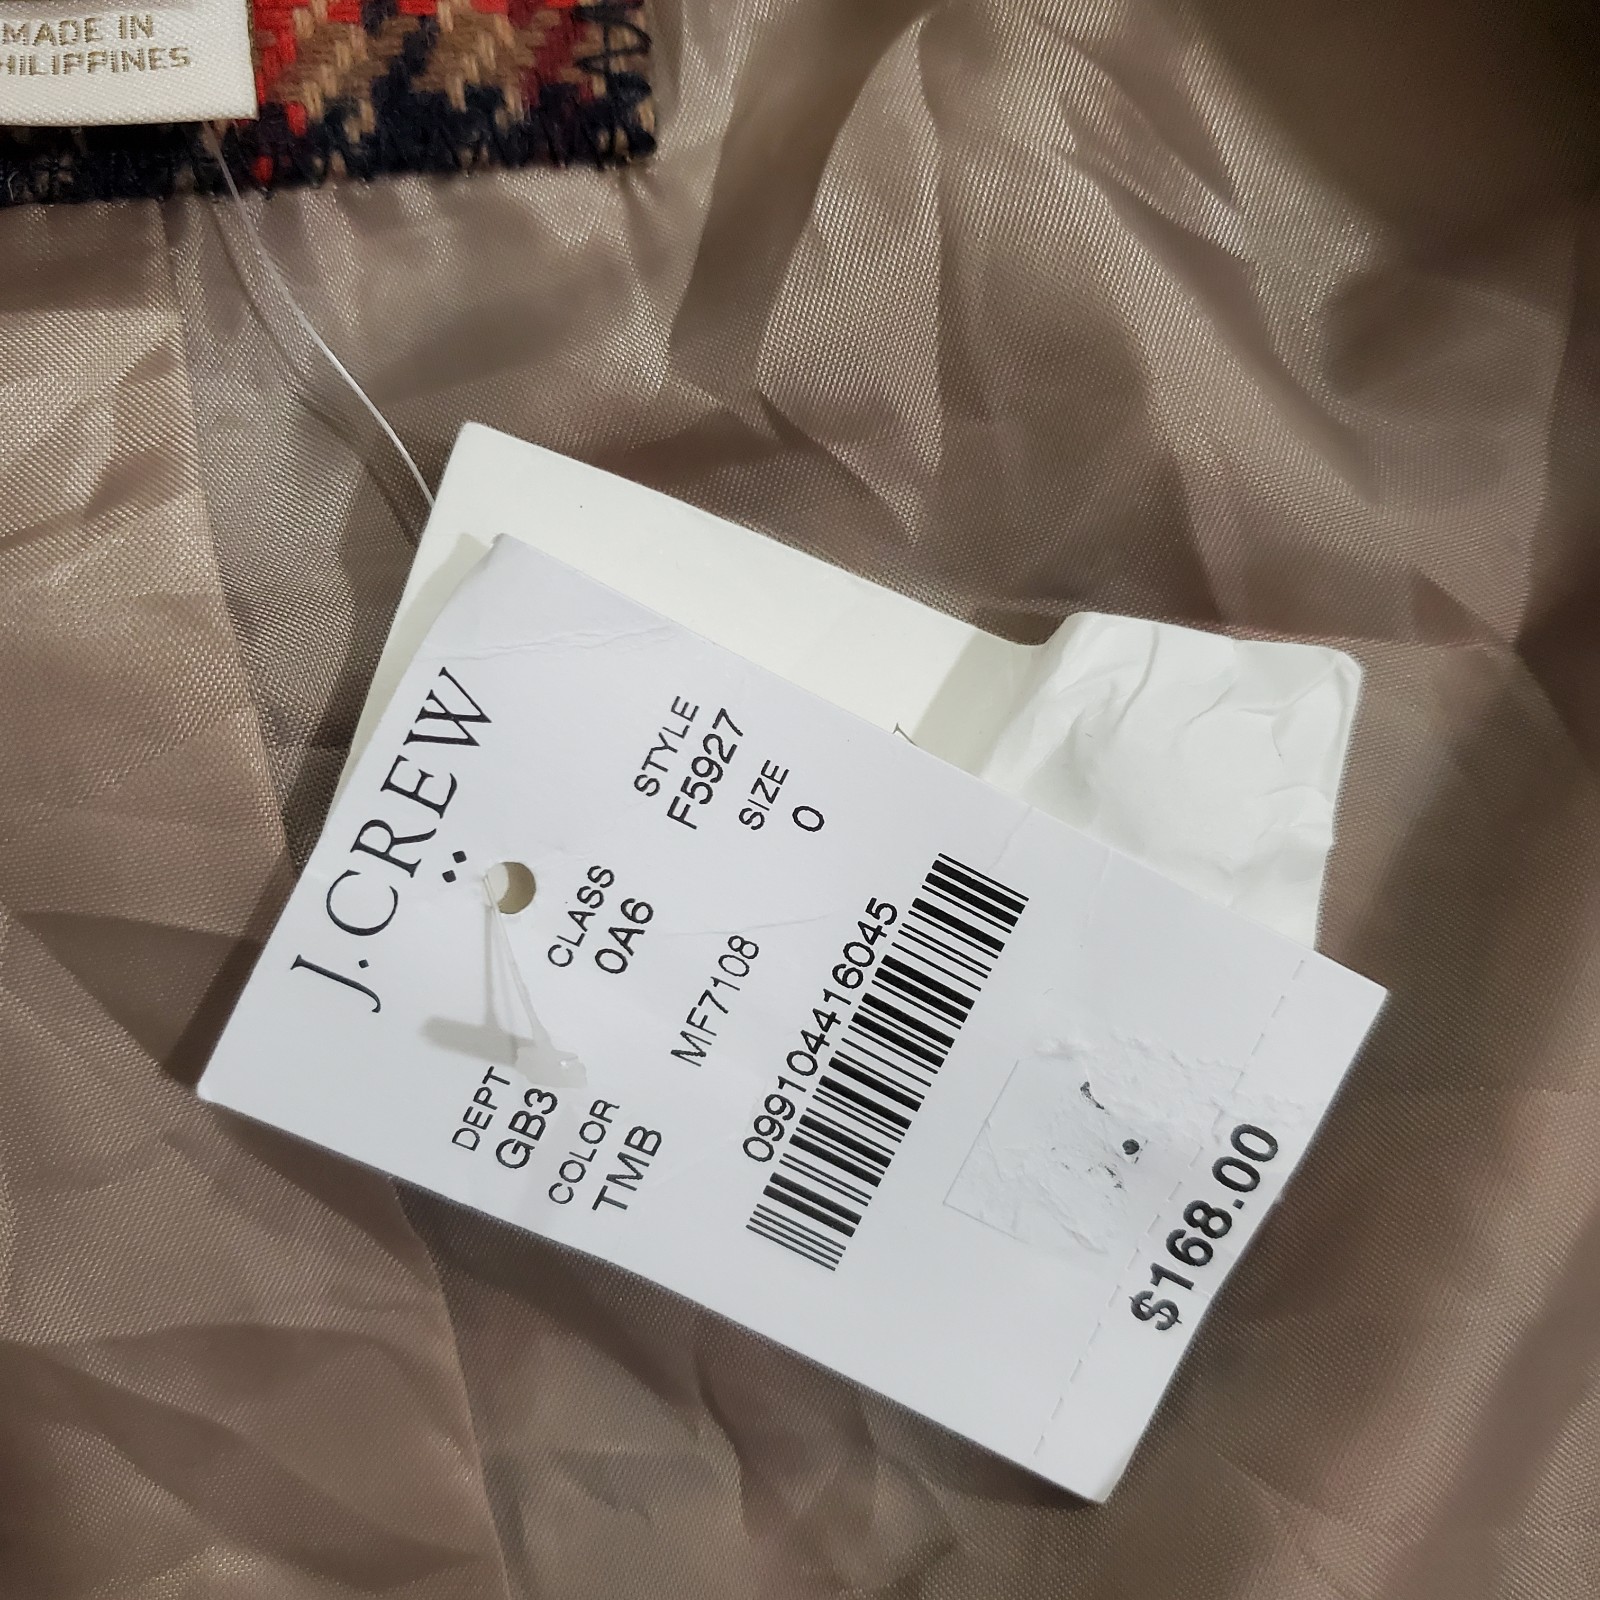 MADE IN
PHILIPPINES
J.CREW
DEPT CLASS STYLE
GB3 0A6 F5927
COLOR SIZE
TMB MF7108 0
099104416045
$168.00